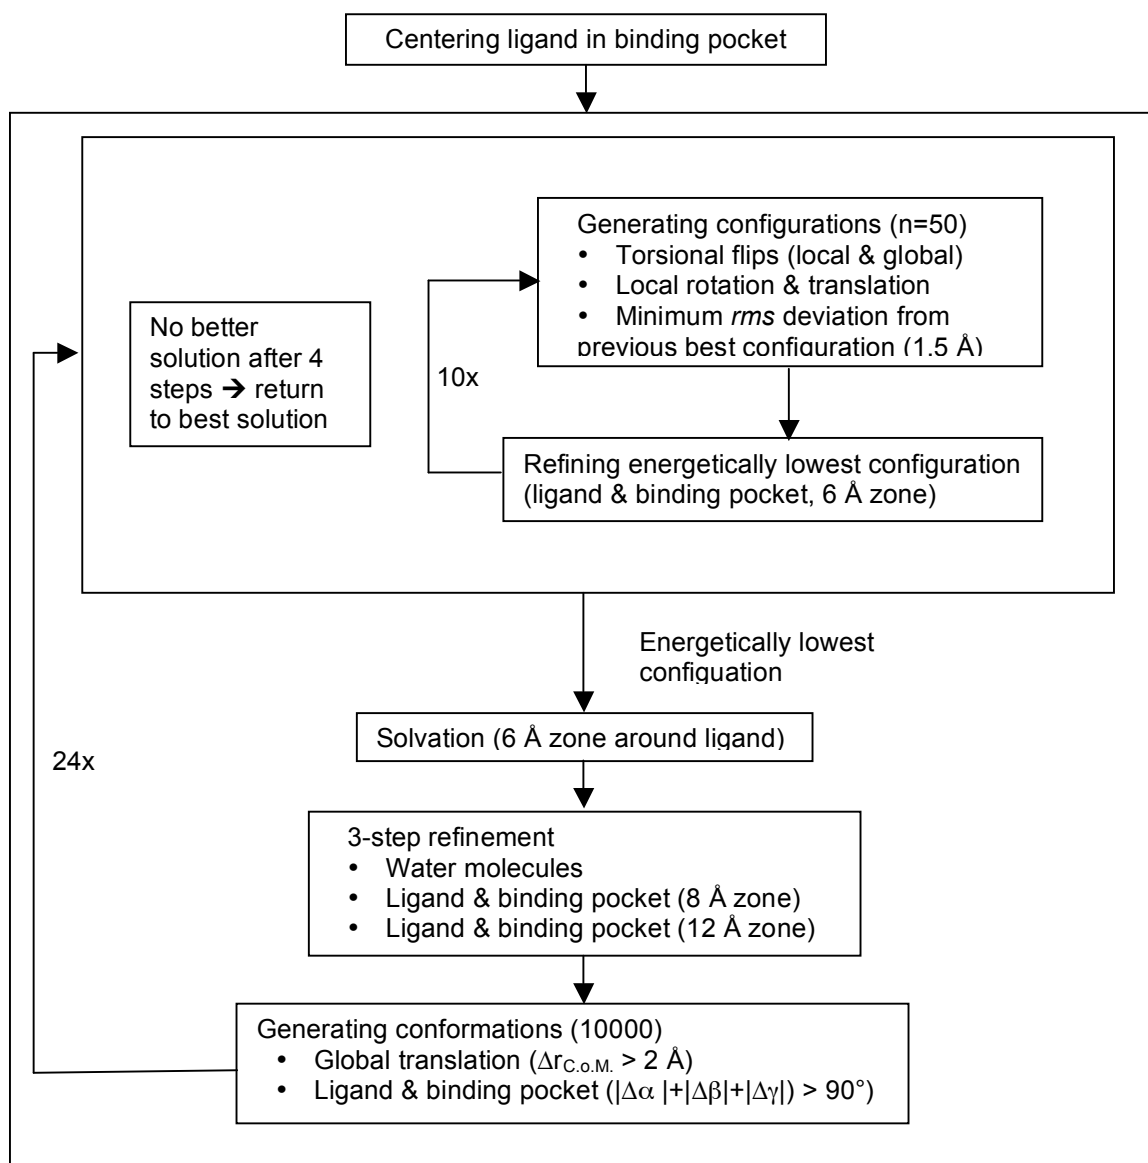 Centering ligand in binding pocket
Generating configurations (n=50)
• Torsional flips (local & global)
• Local rotation & translation
• Minimum rms deviation from
previous best configuration (1.5 Å)
No better
solution after 4
steps ➔ return
to best solution
10x
Refining energetically lowest configuration
(ligand & binding pocket, 6 Å zone)
Energetically lowest
configuation
Solvation (6 Å zone around ligand)
24x
3-step refinement
• Water molecules
• Ligand & binding pocket (8 Å zone)
• Ligand & binding pocket (12 Å zone)
Generating conformations (10000)
• Global translation (Δr_C.o.M. > 2 Å)
• Ligand & binding pocket (|Δα |+|Δβ|+|Δγ|) > 90°)